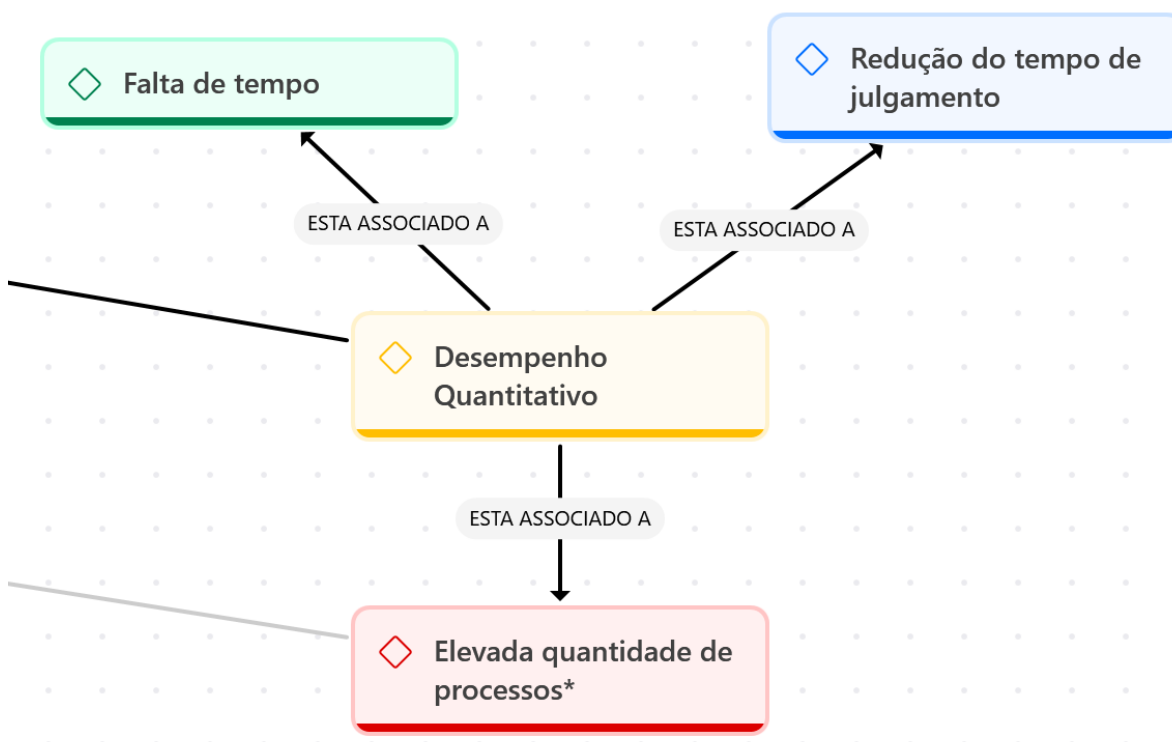 Falta de tempo
Redução do tempo de
julgamento
ESTA ASSOCIADO A
ESTA ASSOCIADO A
Desempenho
Quantitativo
ESTA ASSOCIADO A
Elevada quantidade de
processos*